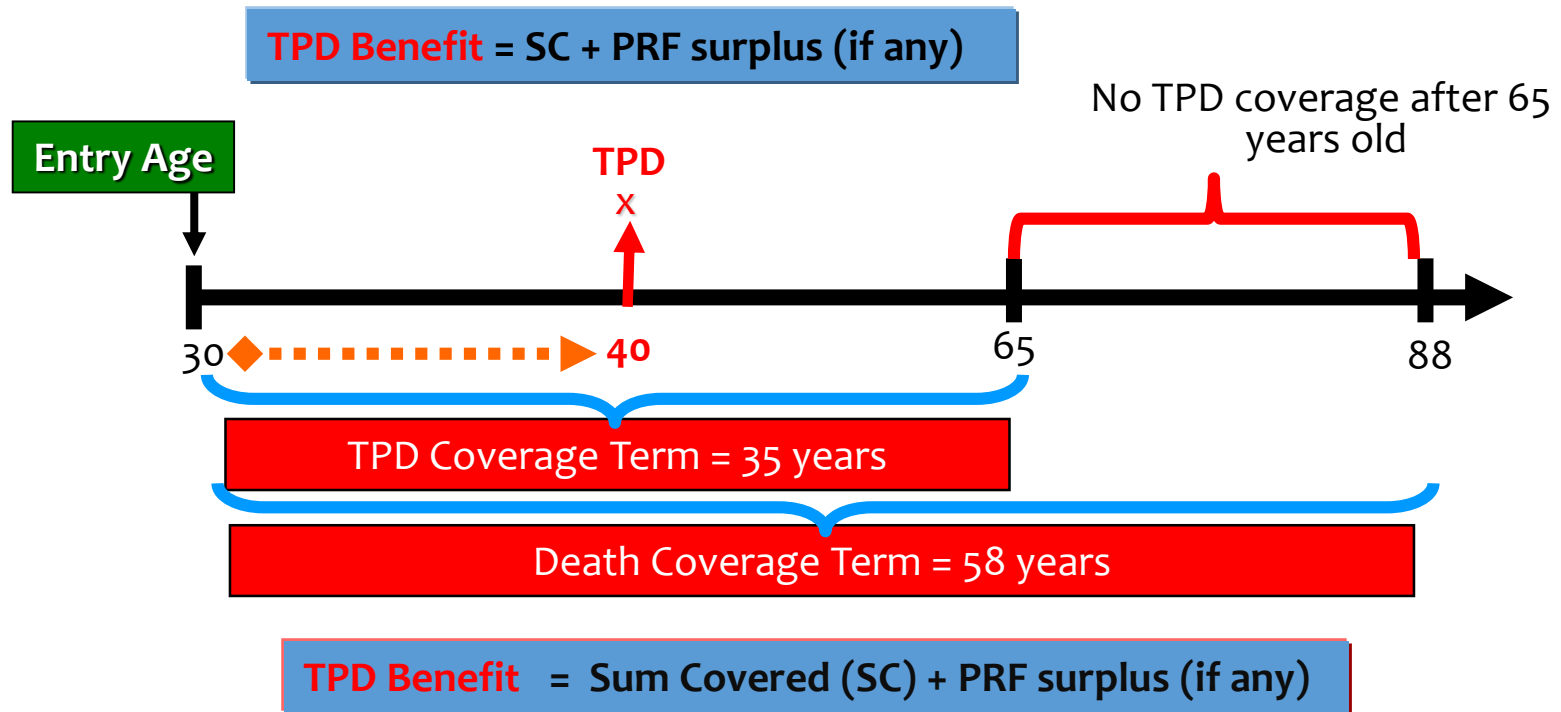 TPD Benefit = SC + PRF surplus (if any)
No TPD coverage after 65
years old
Entry Age
TPD
x
30
40
65
88
TPD Coverage Term = 35 years
Death Coverage Term = 58 years
TPD Benefit = Sum Covered (SC) + PRF surplus (if any)